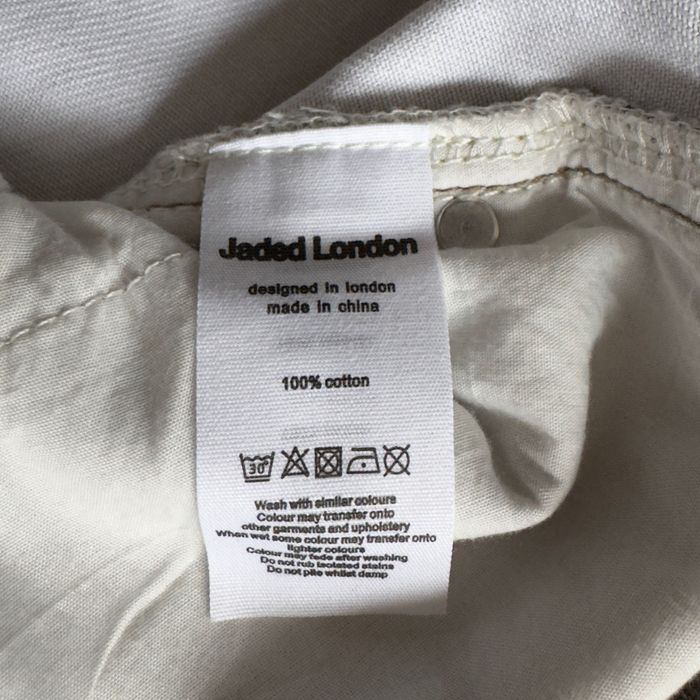 Jaded London
designed in london
made in china
100% cotton
30°
Wash with similar colours
Colour may transfer onto
other garments and upholstery
When wet some colour may transfer onto
lighter colours
Colour may fade after washing
Do not rub isolated stains
Do not pile whilst damp